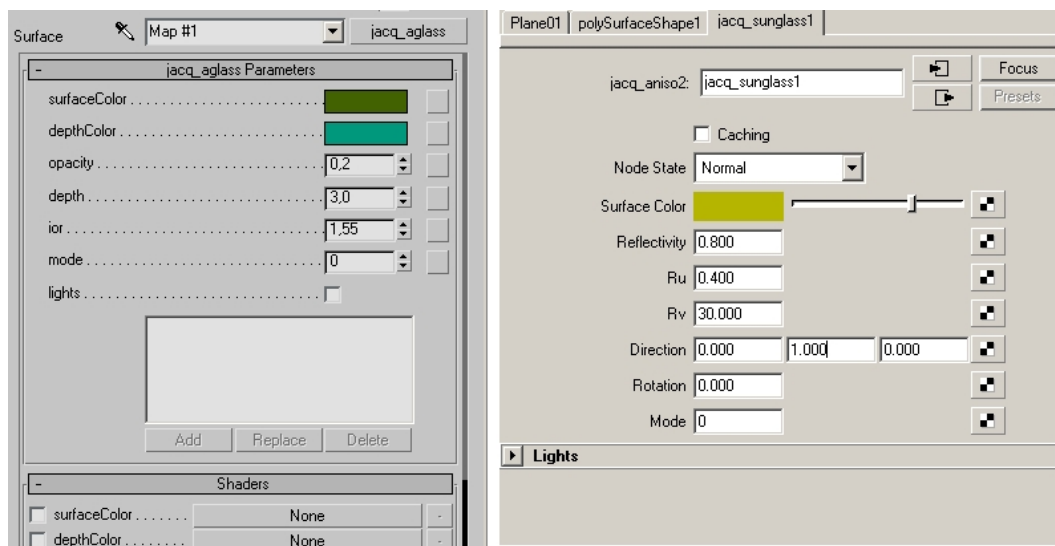 Surface Map #1 jacq_aglass
- jacq_aglass Parameters
surfaceColor
depthColor
opacity 0,2
depth 3,0
ior 1,55
mode 0
lights
Add Replace Delete
- Shaders
surfaceColor None -
depthColor None -
Plane01 polySurfaceShape1 jacq_sunglass1
jacq_aniso2: jacq_sunglass1
Focus
Presets
Caching
Node State Normal
Surface Color
Reflectivity 0.800
Ru 0.400
Rv 30.000
Direction 0.000 1.000 0.000
Rotation 0.000
Mode 0
Lights